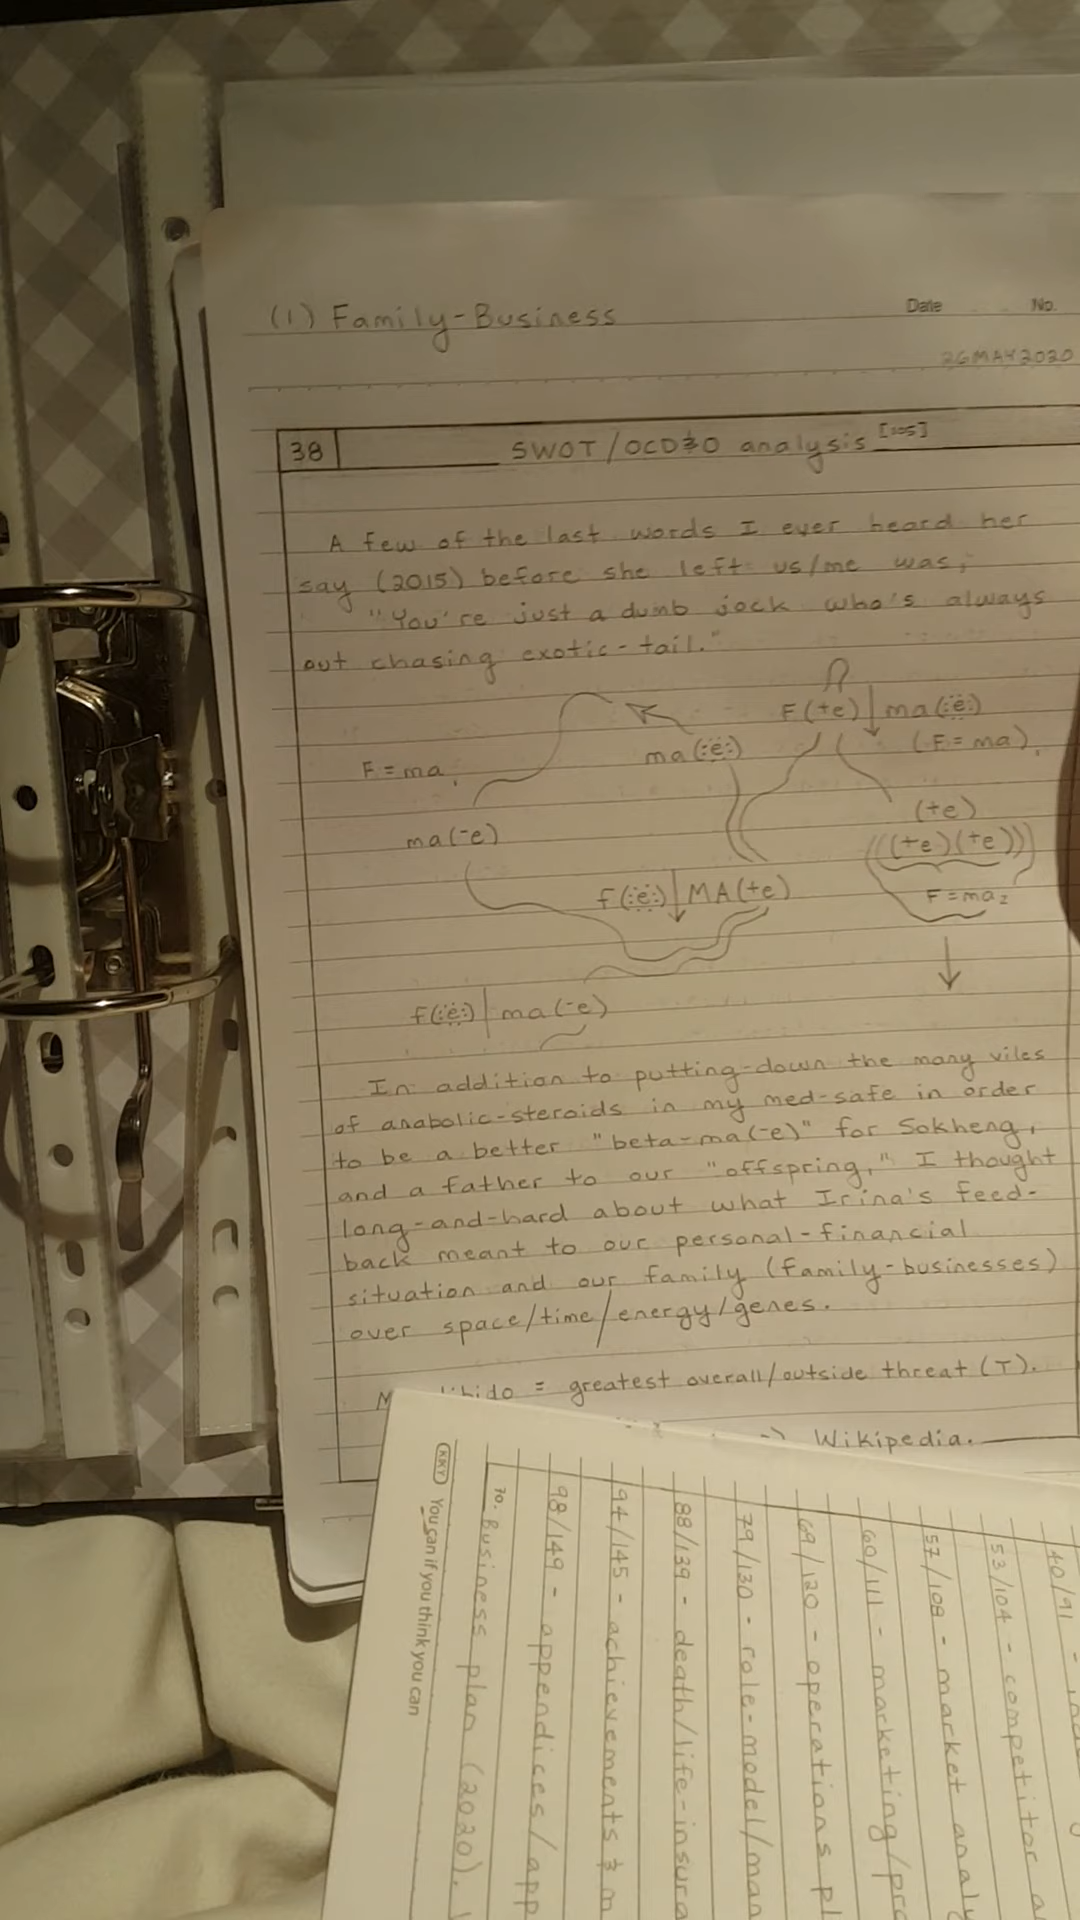 (1) Family-Business
Date No.
26MAY2020
38 SWOT/OCD&O analysis [105]
A few of the last words I ever heard her
say (2015) before she left us/me was,
"You're just a dumb jock who's always
out chasing exotic-tail."
F(+e) ma(:ë:)
ma(:ë:) (F=ma),
F=ma,
(+e)
ma(-e) (((+e)(+e)))
f(:ë:) MA(+e) F=ma₂
f(:ë:) ma(-e)
In addition to putting-down the many viles
of anabolic-steroids in my med-safe in order
to be a better "beta-ma(-e)" for Sokheng,
and a father to our "offspring," I thought
long-and-hard about what Irina's feed-
back meant to our personal-financial
situation and our family (family-businesses)
over space/time/energy/genes.
= greatest overall/outside threat (T).
-> Wikipedia.
40/91 -
53/104 - competitor
57/108 - market
60/111 - marketing/
69/120 - operations
79/130 - role-model/
88/139 - death/life-
94/145 - achievements &
98/149 - appendices/
70. Business plan (2020).
KKY You can if you think you can